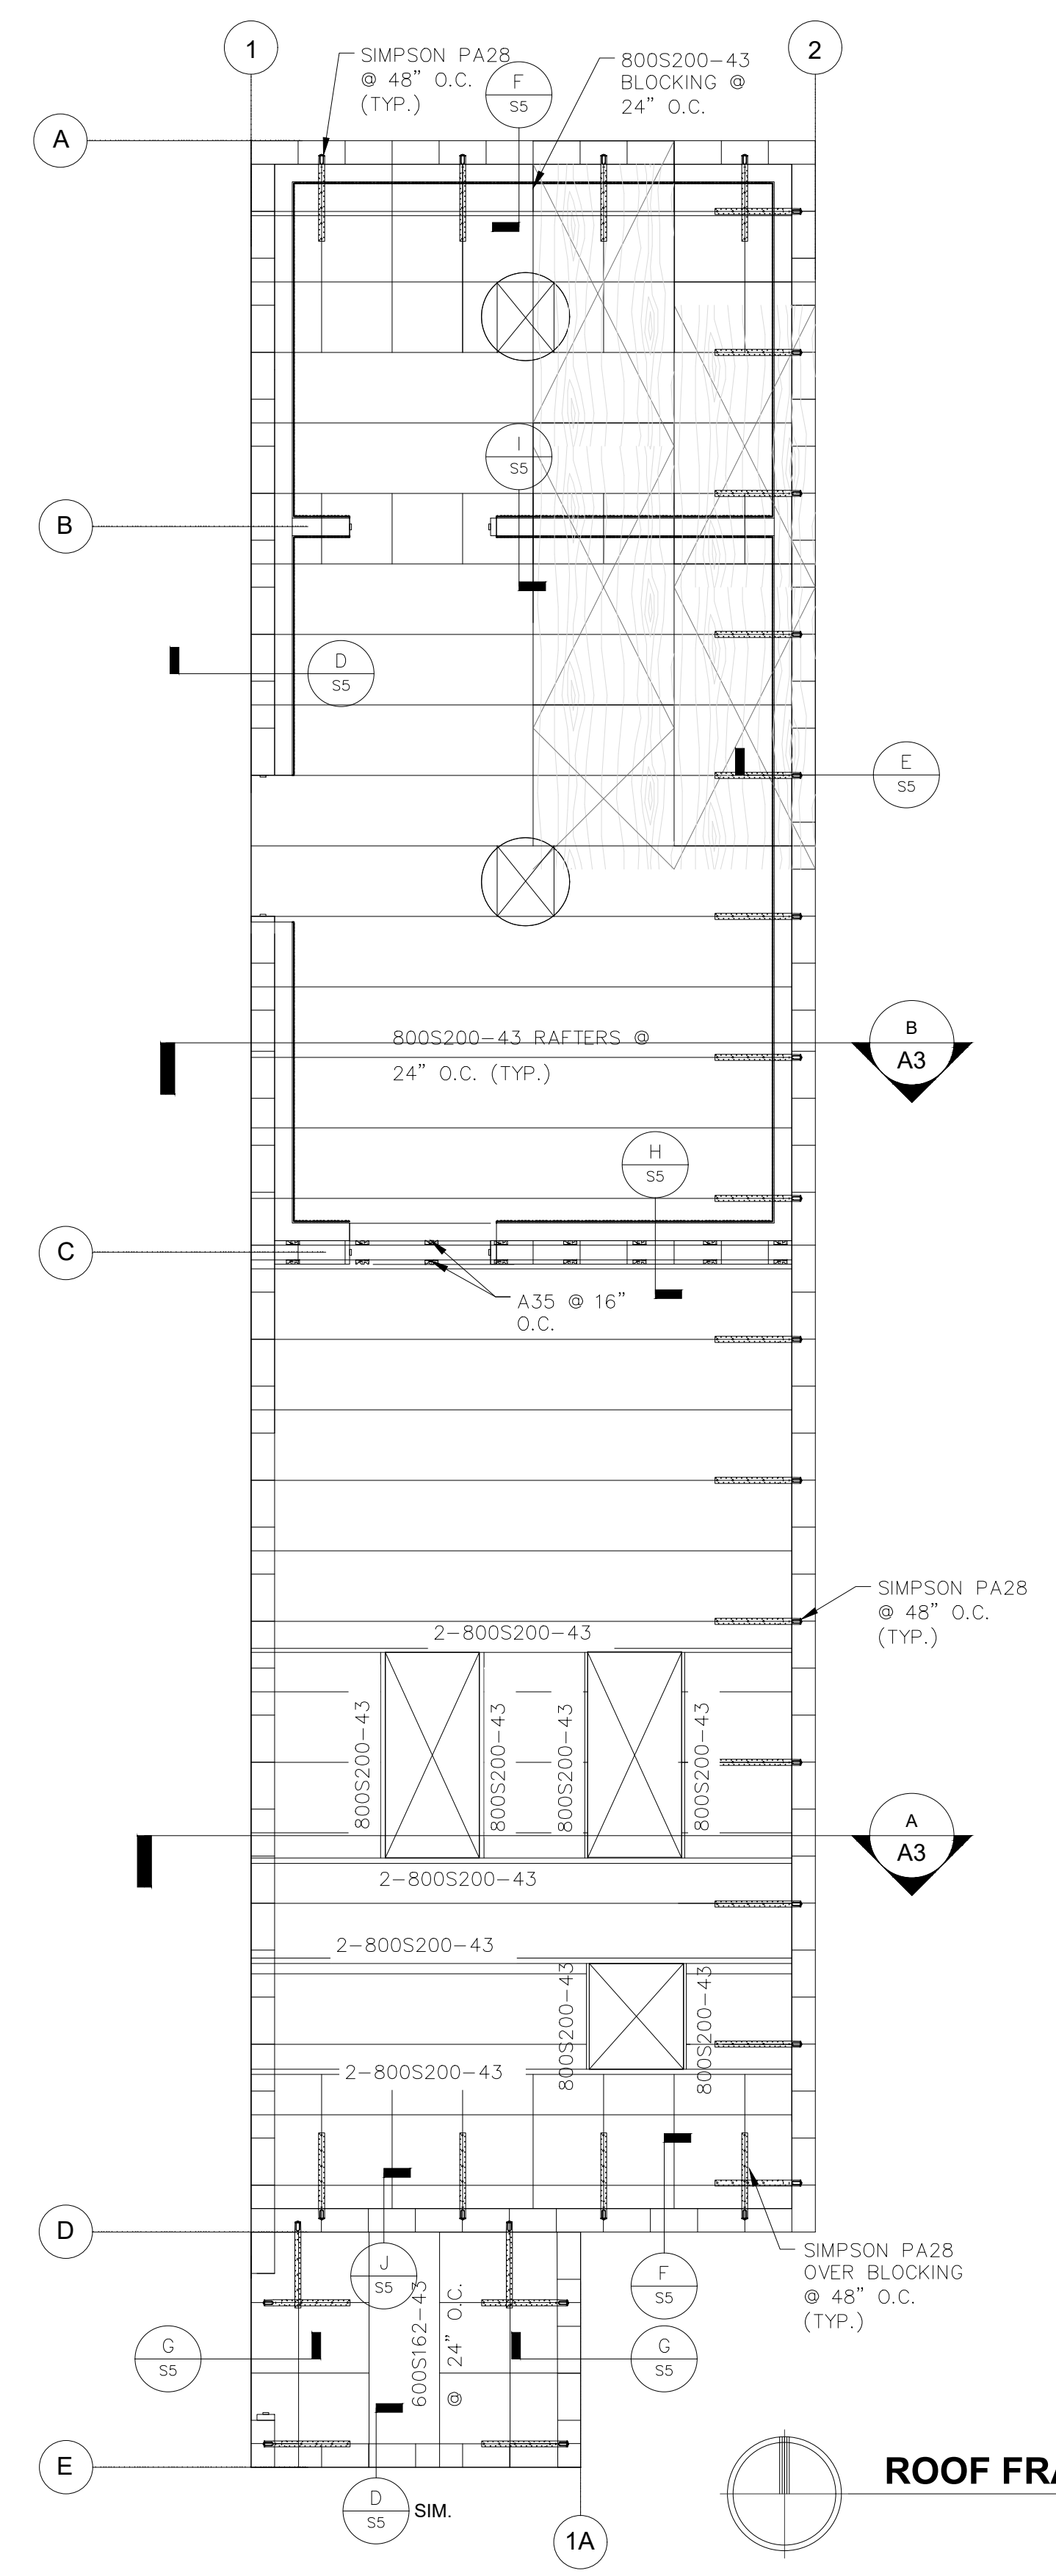 1
2
SIMPSON PA28
@ 48" O.C.
(TYP.)
F
S5
800S200-43
BLOCKING @
24" O.C.
A
I
S5
B
D
S5
E
S5
800S200-43 RAFTERS @
24" O.C. (TYP.)
B
A3
H
S5
C
A35 @ 16"
O.C.
SIMPSON PA28
@ 48" O.C.
(TYP.)
2-800S200-43
800S200-43
800S200-43
800S200-43
800S200-43
A
A3
2-800S200-43
2-800S200-43
800S200-43
800S200-43
2-800S200-43
D
J
S5
F
S5
SIMPSON PA28
OVER BLOCKING
@ 48" O.C.
(TYP.)
600S162-43
@ 24" O.C.
G
S5
G
S5
E
D
S5
SIM.
1A
ROOF FRA